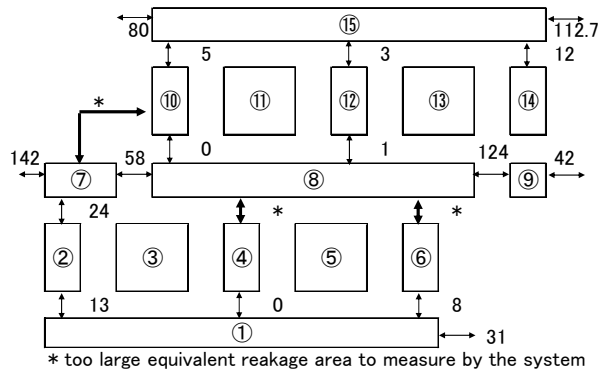 80 ⑮ 112.7
5 3 12
* ⑩ ⑪ ⑫ ⑬ ⑭
142 58 0 1 124 42
⑦ ⑧ ⑨
24 * *
② ③ ④ ⑤ ⑥
13 0 8
① 31
* too large equivalent reakage area to measure by the system